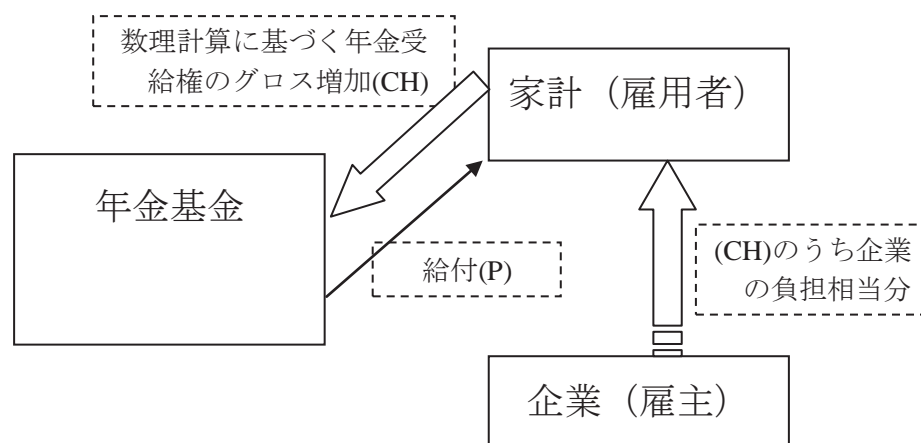 数理計算に基づく年金受
給権のグロス増加(CH)
家計（雇用者）
年金基金
給付(P)
(CH)のうち企業
の負担相当分
企業（雇主）